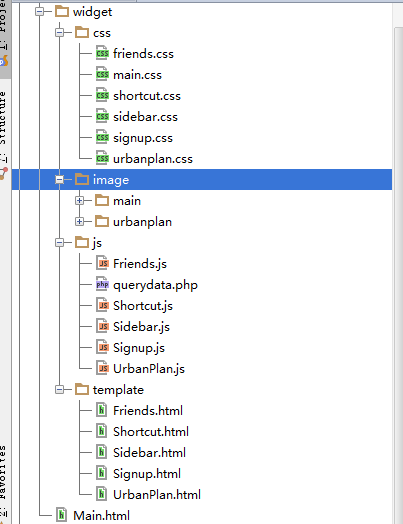 1: Project
7: Structure
2: Favorites
widget
css
friends.css
main.css
shortcut.css
sidebar.css
signup.css
urbanplan.css
image
main
urbanplan
js
Friends.js
querydata.php
Shortcut.js
Sidebar.js
Signup.js
UrbanPlan.js
template
Friends.html
Shortcut.html
Sidebar.html
Signup.html
UrbanPlan.html
Main.html